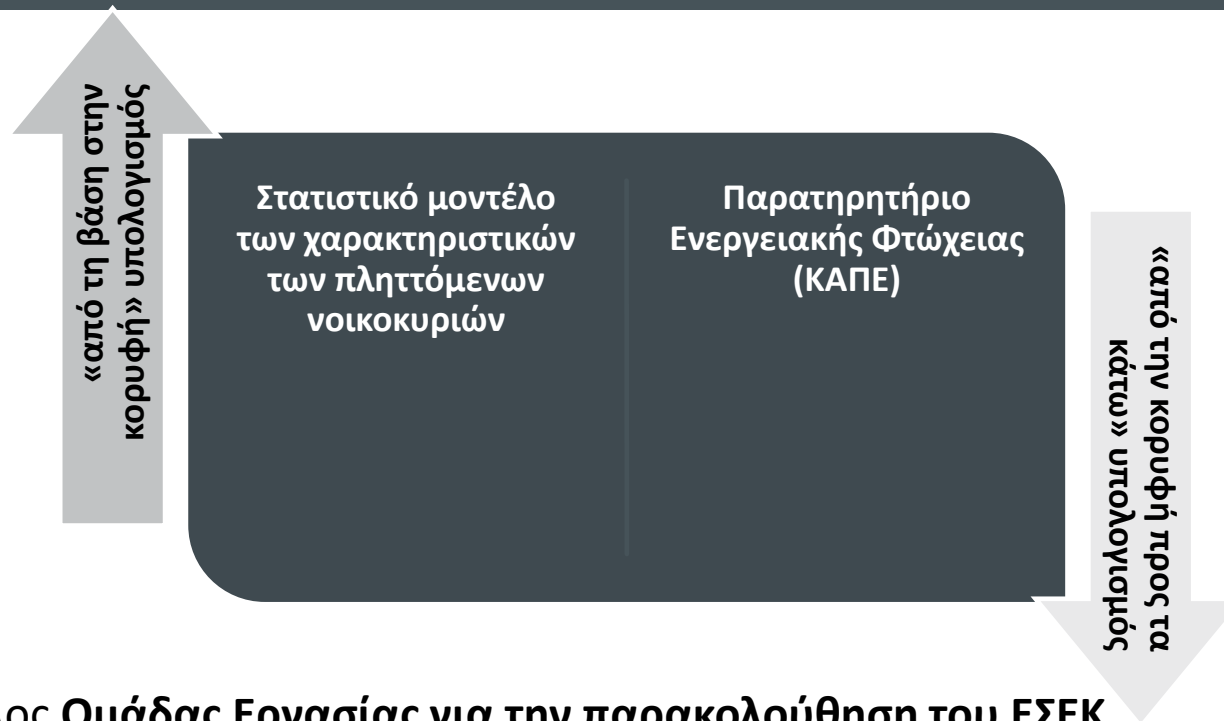 «από τη βάση στην
κορυφή» υπολογισμός
Στατιστικό μοντέλο
των χαρακτηριστικών
των πληττόμενων
νοικοκυριών
Παρατηρητήριο
Ενεργειακής Φτώχειας
(ΚΑΠΕ)
«από την κορυφή προς τα
κάτω» υπολογισμός
Ομάδας Εργασίας για την παρακολούθηση του ΕΣΕΚ